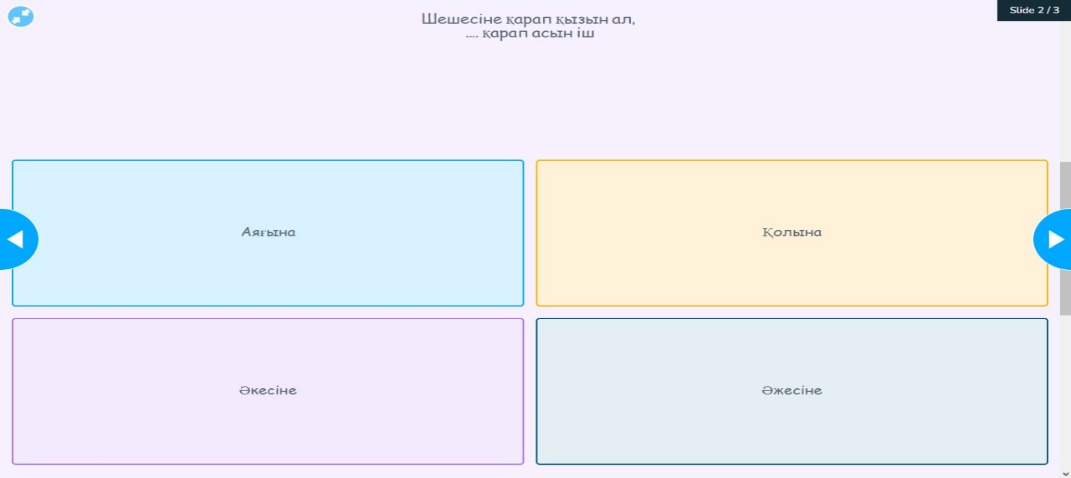 Slide 2 / 3
Шешесіне қарап қызын ал,
.... қарап асын іш
Аяғына
Қолына
Әкесіне
Әжесіне